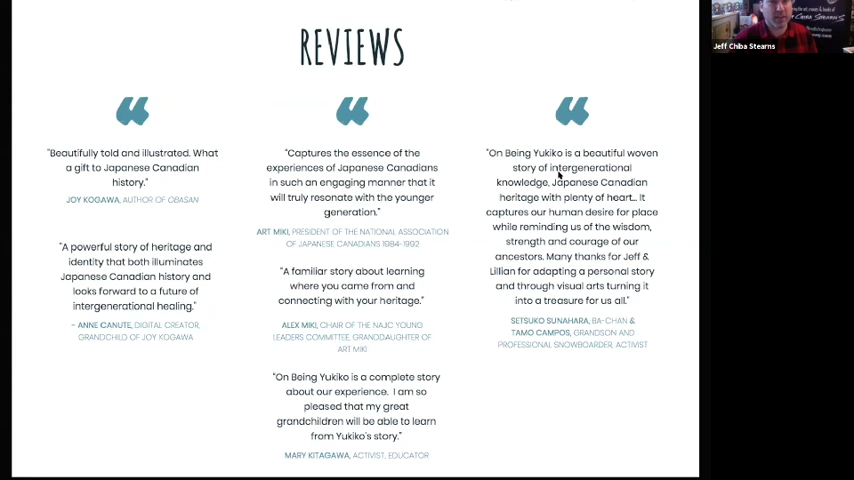 REVIEWS
"Beautifully told and illustrated. What
a gift to Japanese Canadian
history."
JOY KOGAWA, AUTHOR OF OBASAN
"A powerful story of heritage and
identity that both illuminates
Japanese Canadian history and
looks forward to a future of
intergenerational healing."
- ANNE CANUTE, DIGITAL CREATOR,
GRANDCHILD OF JOY KOGAWA
"Captures the essence of the
experiences of Japanese Canadians
in such an engaging manner that it
will truly resonate with the younger
generation."
ART MIKI, PRESIDENT OF THE NATIONAL ASSOCIATION
OF JAPANESE CANADIANS 1984-1992
"A familiar story about learning
where you came from and
connecting with your heritage."
ALEX MIKI, CHAIR OF THE NAJC YOUNG
LEADERS COMMITTEE, GRANDDAUGHTER OF
ART MIKI
"On Being Yukiko is a complete story
about our experience. I am so
pleased that my great
grandchildren will be able to learn
from Yukiko's story."
MARY KITAGAWA, ACTIVIST, EDUCATOR
"On Being Yukiko is a beautiful woven
story of intergenerational
knowledge, Japanese Canadian
heritage with plenty of heart... It
captures our human desire for place
while reminding us of the wisdom,
strength and courage of our
ancestors. Many thanks for Jeff &
Lillian for adapting a personal story
and through visual arts turning it
into a treasure for us all."
SETSUKO SUNAHARA, BA-CHAN &
TAMO CAMPOS, GRANDSON AND
PROFESSIONAL SNOWBOARDER, ACTIVIST
Chiba Stearns
Jeff Chiba Stearns